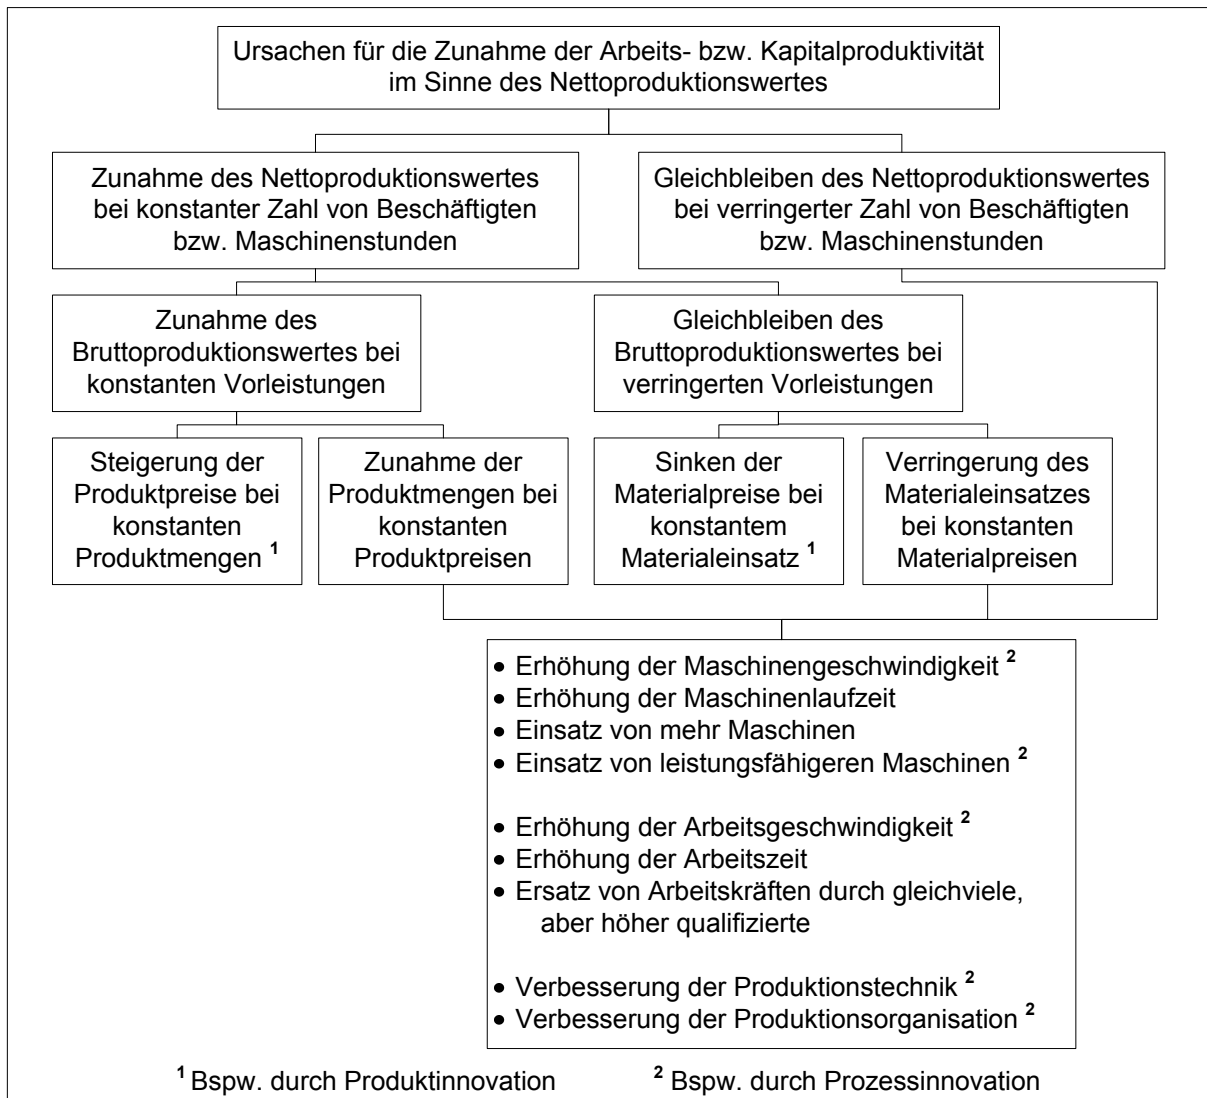 Ursachen für die Zunahme der Arbeits- bzw. Kapitalproduktivität
im Sinne des Nettoproduktionswertes
Zunahme des Nettoproduktionswertes
bei konstanter Zahl von Beschäftigten
bzw. Maschinenstunden
Gleichbleiben des Nettoproduktionswertes
bei verringerter Zahl von Beschäftigten
bzw. Maschinenstunden
Zunahme des
Bruttoproduktionswertes bei
konstanten Vorleistungen
Gleichbleiben des
Bruttoproduktionswertes bei
verringerten Vorleistungen
Steigerung der
Produktpreise bei
konstanten
Produktmengen ¹
Zunahme der
Produktmengen bei
konstanten
Produktpreisen
Sinken der
Materialpreise bei
konstantem
Materialeinsatz ¹
Verringerung des
Materialeinsatzes
bei konstanten
Materialpreisen
• Erhöhung der Maschinengeschwindigkeit ²
• Erhöhung der Maschinenlaufzeit
• Einsatz von mehr Maschinen
• Einsatz von leistungsfähigeren Maschinen ²
• Erhöhung der Arbeitsgeschwindigkeit ²
• Erhöhung der Arbeitszeit
• Ersatz von Arbeitskräften durch gleichviele,
aber höher qualifizierte
• Verbesserung der Produktionstechnik ²
• Verbesserung der Produktionsorganisation ²
¹ Bspw. durch Produktinnovation
² Bspw. durch Prozessinnovation